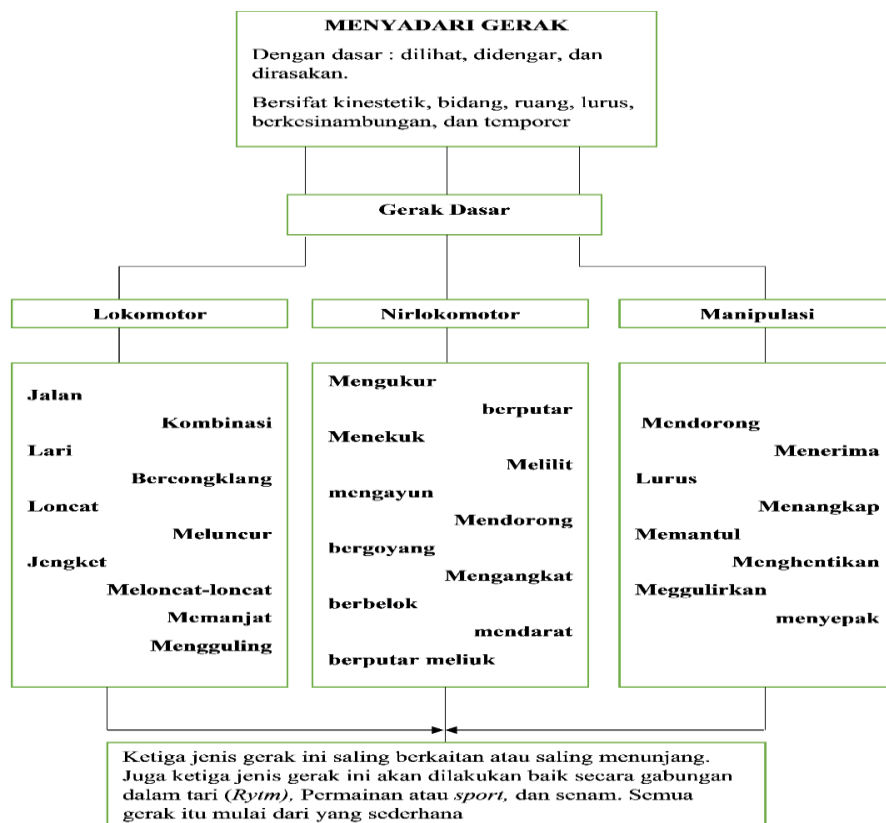 MENYADARI GERAK
Dengan dasar : dilihat, didengar, dan
dirasakan.
Bersifat kinestetik, bidang, ruang, lurus,
berkesinambungan, dan temporer
Gerak Dasar
Lokomotor
Nirlokomotor
Manipulasi
Jalan
Kombinasi
Lari
Bercongklang
Loncat
Meluncur
Jengket
Meloncat-loncat
Memanjat
Mengguling
Mengukur
berputar
Menekuk
Melilit
mengayun
Mendorong
bergoyang
Mengangkat
berbelok
mendarat
berputar meliuk
Mendorong
Menerima
Lurus
Menangkap
Memantul
Menghentikan
Meggulirkan
menyepak
Ketiga jenis gerak ini saling berkaitan atau saling menunjang.
Juga ketiga jenis gerak ini akan dilakukan baik secara gabungan
dalam tari (Rytm), Permainan atau sport, dan senam. Semua
gerak itu mulai dari yang sederhana